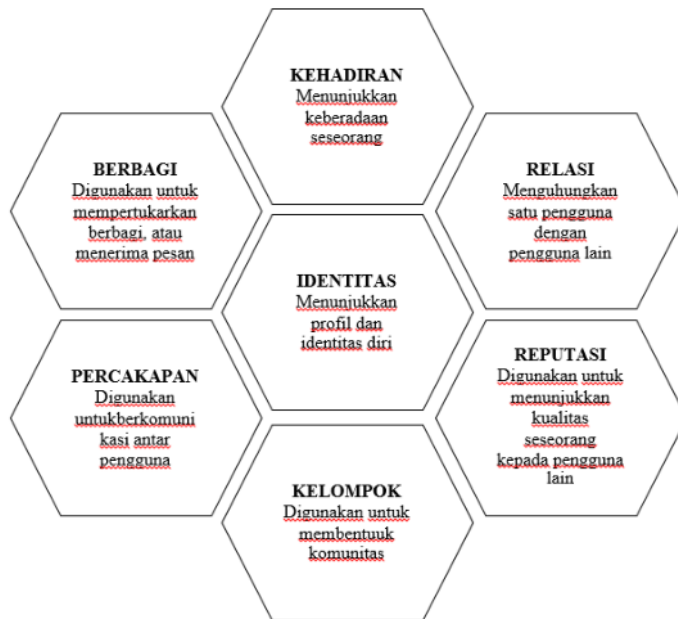 KEHADIRAN
Menunjukkan
keberadaan
seseorang
BERBAGI
Digunakan untuk
mempertukarkan
berbagi, atau
menerima pesan
RELASI
Menguhungkan
satu pengguna
dengan
pengguna lain
IDENTITAS
Menunjukkan
profil dan
identitas diri
PERCAKAPAN
Digunakan
untukberkomuni
kasi antar
pengguna
REPUTASI
Digunakan untuk
menunjukkan
kualitas
seseorang
kepada pengguna
lain
KELOMPOK
Digunakan untuk
membentuuk
komunitas